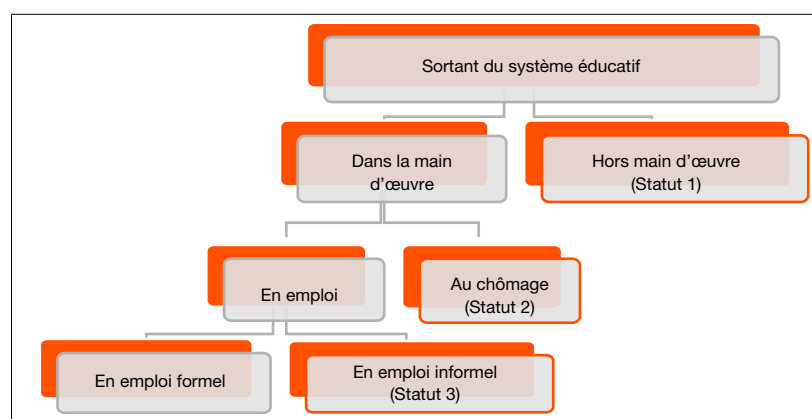 Sortant du système éducatif
Dans la main
d’œuvre
Hors main d’œuvre
(Statut 1)
En emploi
Au chômage
(Statut 2)
En emploi formel
En emploi informel
(Statut 3)